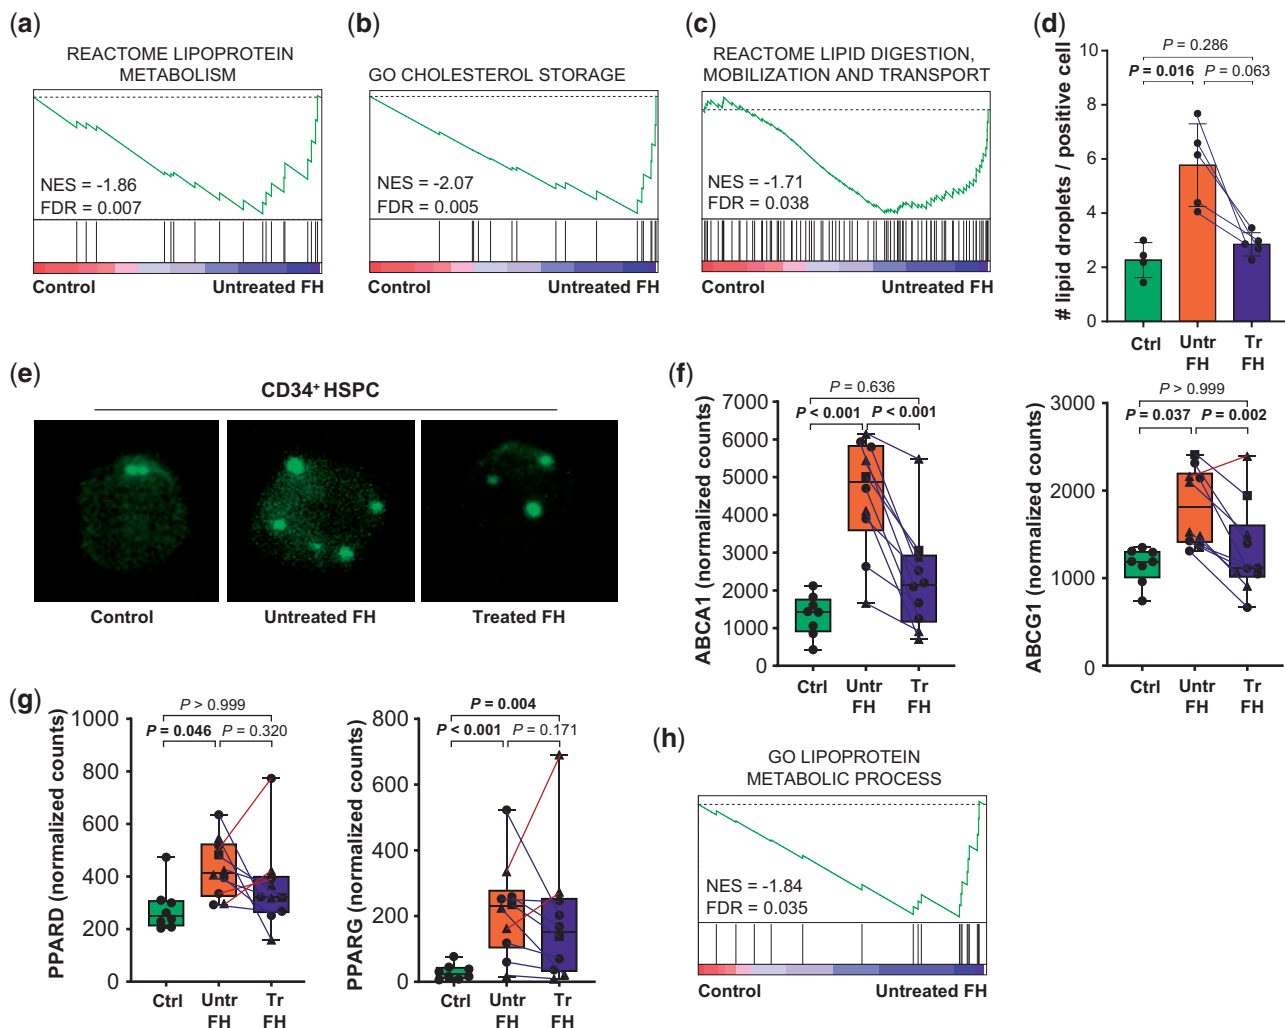 (a)
REACTOME LIPOPROTEIN
METABOLISM
NES = -1.86
FDR = 0.007
Control
Untreated FH
(b)
GO CHOLESTEROL STORAGE
NES = -2.07
FDR = 0.005
Control
Untreated FH
(c)
REACTOME LIPID DIGESTION,
MOBILIZATION AND TRANSPORT
NES = -1.71
FDR = 0.038
Control
Untreated FH
(d)
# lipid droplets / positive cell
10
8
6
4
2
0
P = 0.286
P = 0.016
P = 0.063
Ctrl
Untr
FH
Tr
FH
(e)
CD34+ HSPC
Control
Untreated FH
Treated FH
(f)
ABCA1 (normalized counts)
7000
6000
5000
4000
3000
2000
1000
0
P = 0.636
P < 0.001
P < 0.001
Ctrl
Untr
FH
Tr
FH
ABCG1 (normalized counts)
3000
2000
1000
0
P > 0.999
P = 0.037
P = 0.002
Ctrl
Untr
FH
Tr
FH
(g)
PPARD (normalized counts)
1000
800
600
400
200
0
P > 0.999
P = 0.046
P = 0.320
Ctrl
Untr
FH
Tr
FH
PPARG (normalized counts)
800
600
400
200
0
P = 0.004
P < 0.001
P = 0.171
Ctrl
Untr
FH
Tr
FH
(h)
GO LIPOPROTEIN
METABOLIC PROCESS
NES = -1.84
FDR = 0.035
Control
Untreated FH